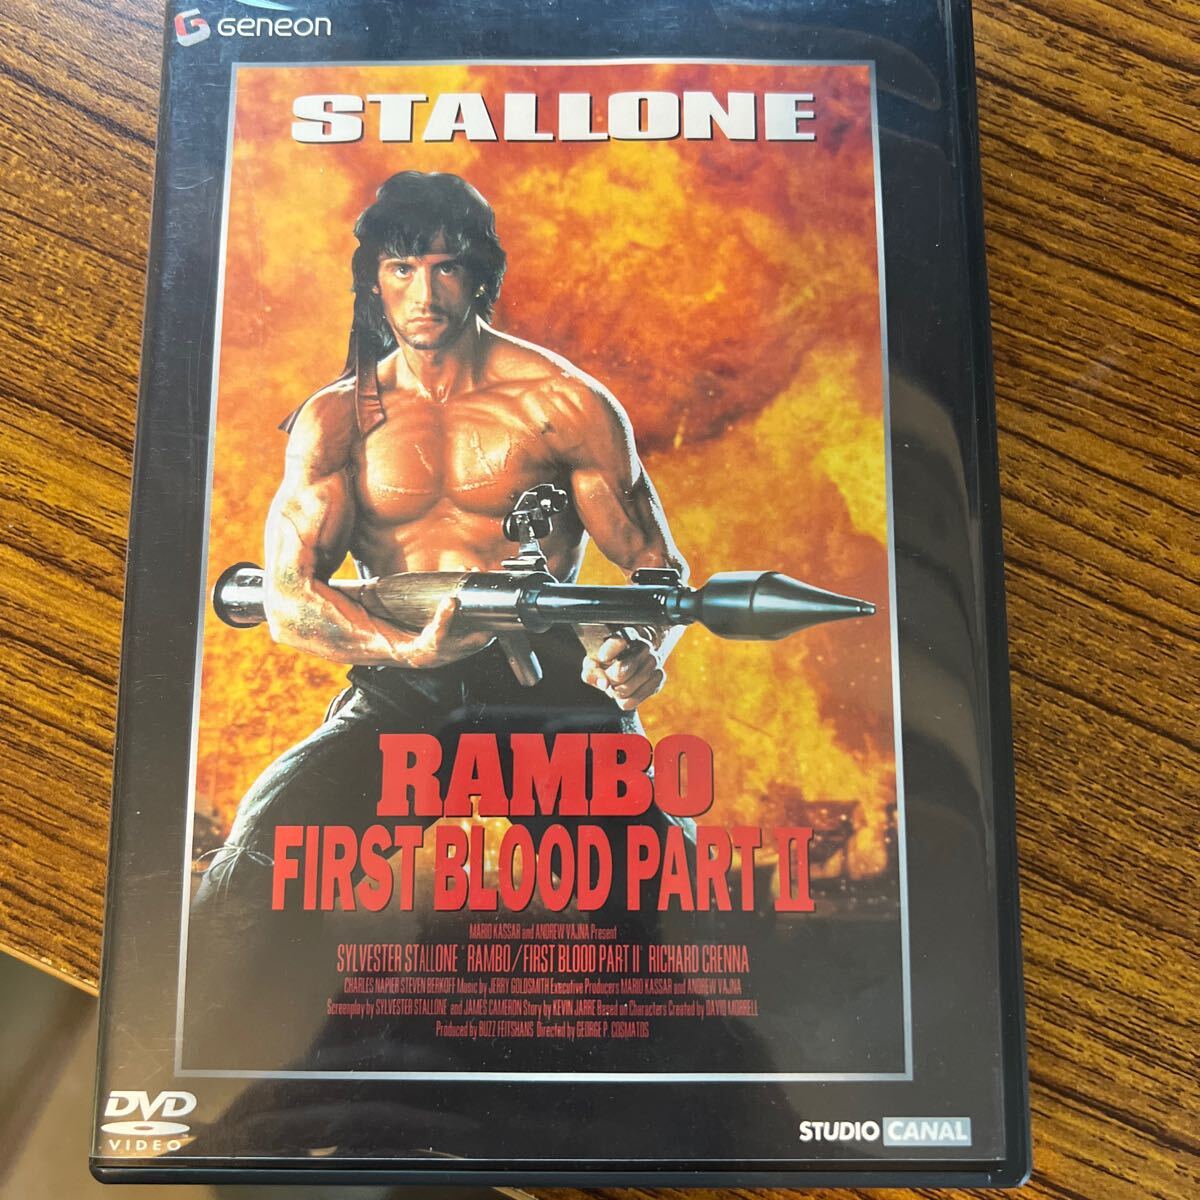 GENEON
STALLONE
RAMBO
FIRST BLOOD PART II
MARIO KASSAR and ANDREW VAJNA Present
SYLVESTER STALLONE "RAMBO/FIRST BLOOD PART II" RICHARD CRENNA
CHARLES NAPIER STEVEN BERKOFF Music by JERRY GOLDSMITH Executive Producers MARIO KASSAR and ANDREW VAJNA
Screenplay by SYLVESTER STALLONE and JAMES CAMERON Story by KEVIN JARRE Based on Characters Created by DAVID MORRELL
Produced by BUZZ FEITSHANS Directed by GEORGE P. COSMATOS
DVD
VIDEO
STUDIO CANAL